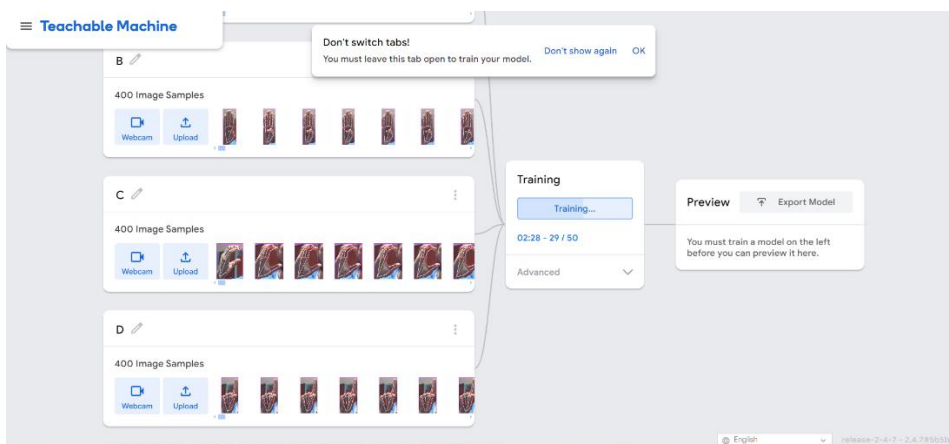 Teachable Machine
Don't switch tabs!
You must leave this tab open to train your model.
Don't show again
OK
B
400 Image Samples
Webcam
Upload
C
400 Image Samples
Webcam
Upload
D
400 Image Samples
Webcam
Upload
Training
Training...
02:28 - 29 / 50
Advanced
Preview
Export Model
You must train a model on the left
before you can preview it here.
English